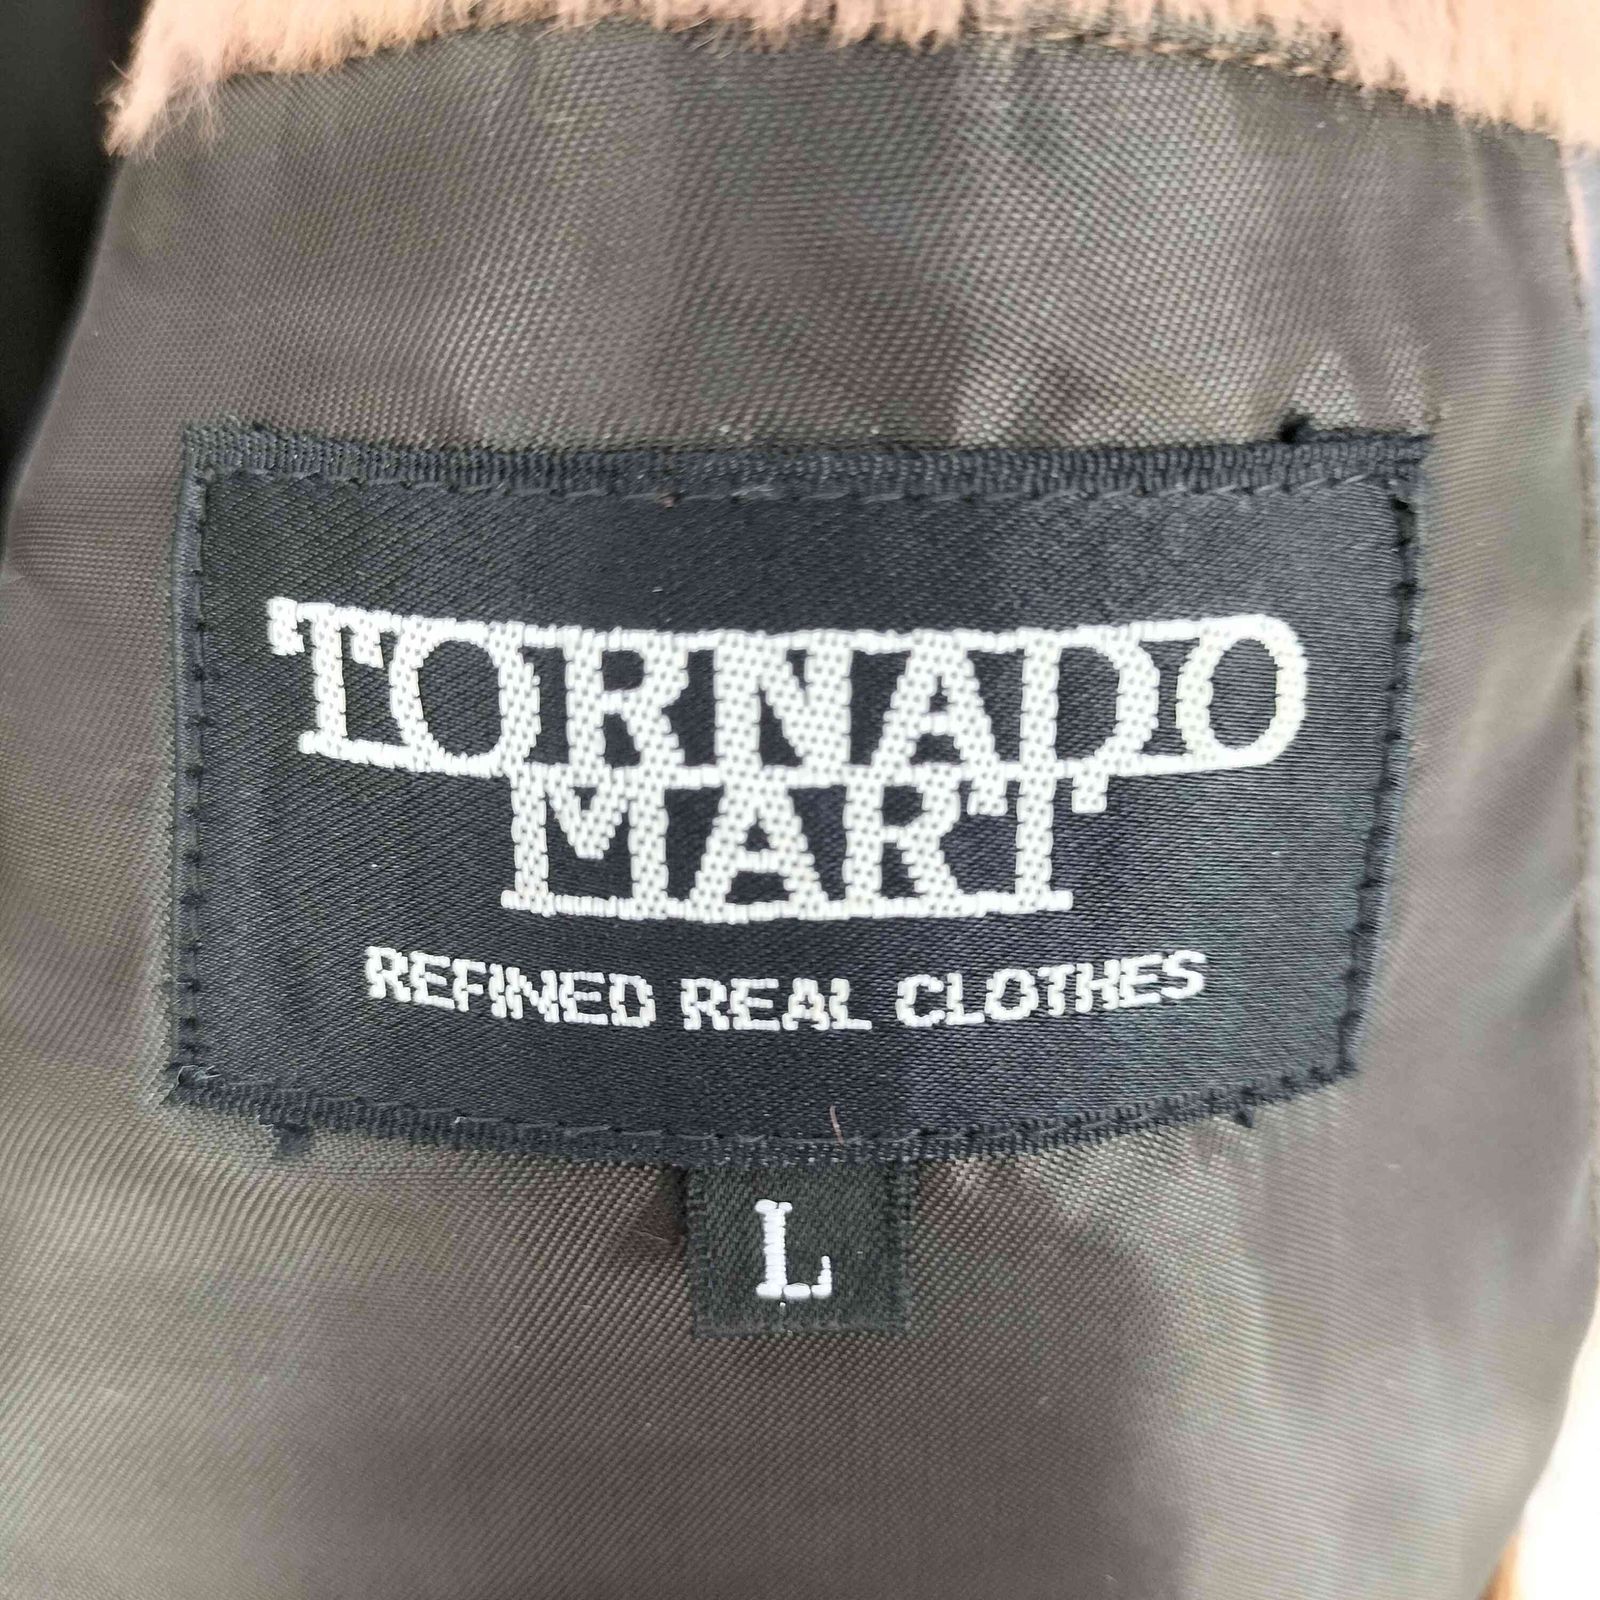 TORNADO
MART
REFINED REAL CLOTHES
L